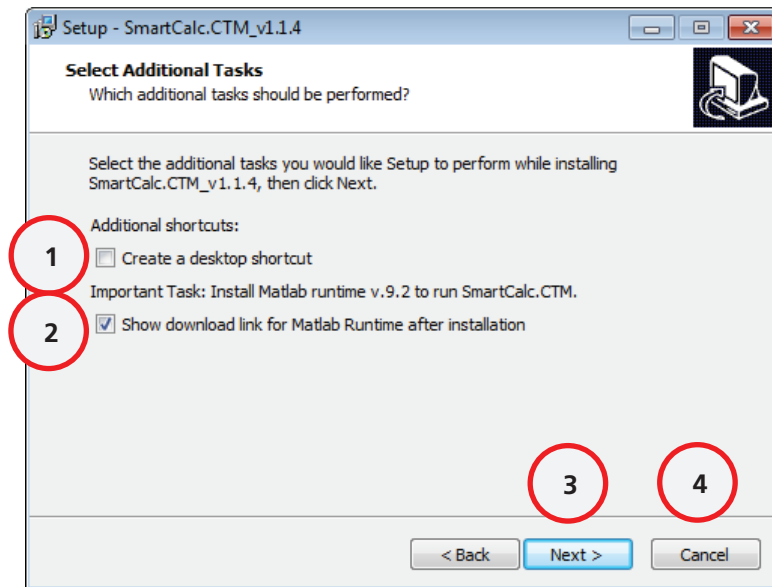 Setup - SmartCalc.CTM_v1.1.4
Select Additional Tasks
Which additional tasks should be performed?
Select the additional tasks you would like Setup to perform while installing
SmartCalc.CTM_v1.1.4, then click Next.
Additional shortcuts:
1
Create a desktop shortcut
Important Task: Install Matlab runtime v.9.2 to run SmartCalc.CTM.
2
Show download link for Matlab Runtime after installation
3
4
< Back
Next >
Cancel